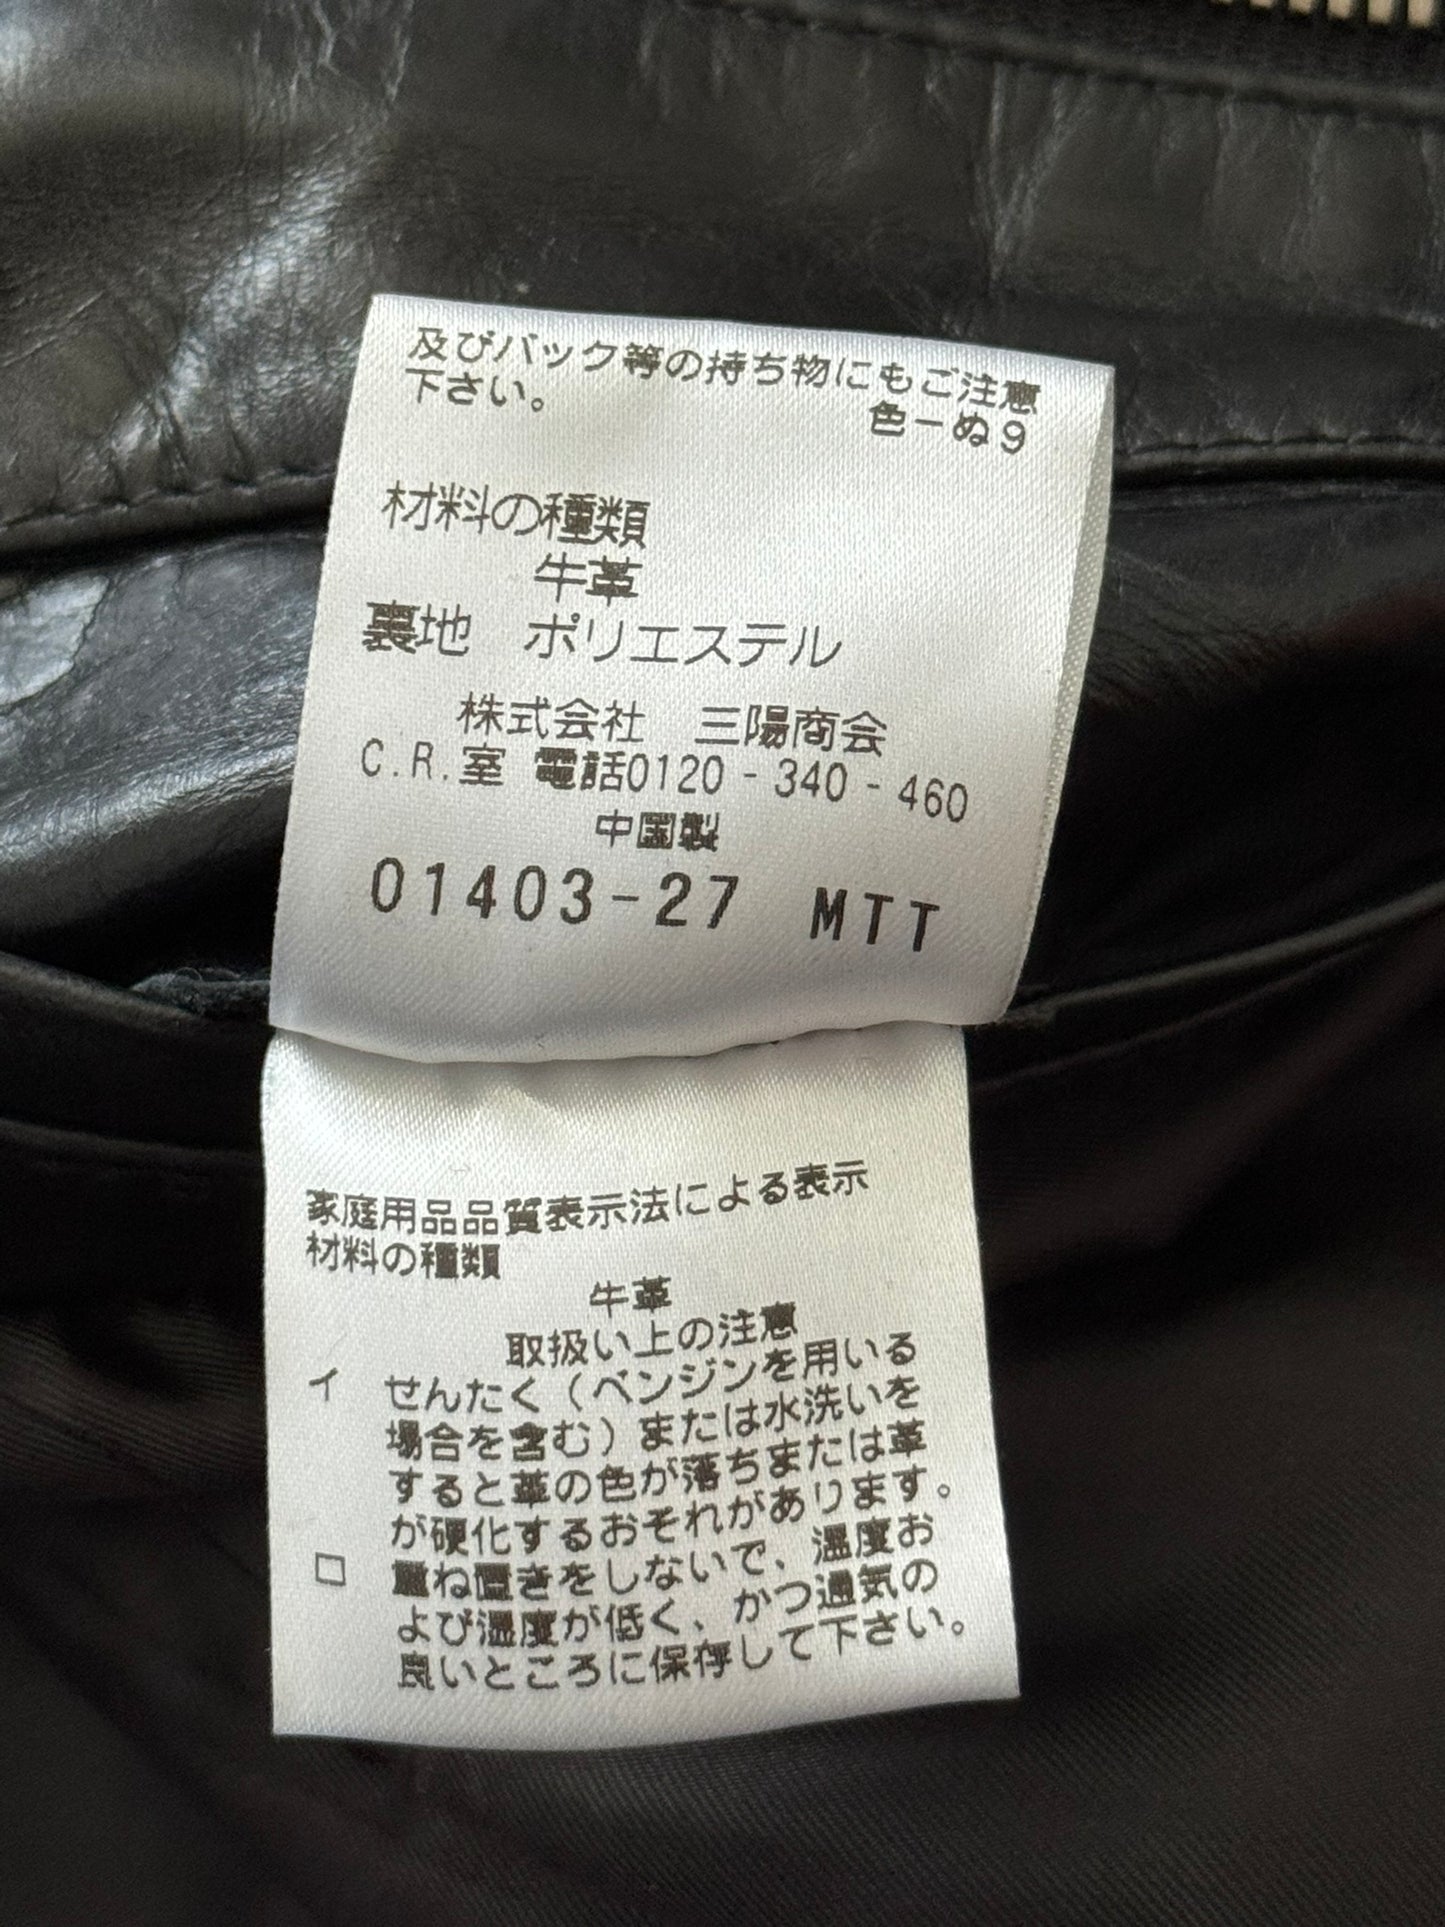 及びバック等の持ち物にもご注意
下さい。
色ーぬ9
材料の種類
牛革
裏地 ポリエステル
株式会社 三陽商会
C.R.室 電話0120-340-460
中国製
01403-27 MTT
家庭用品品質表示法による表示
材料の種類
牛革
取扱い上の注意
イ せんたく(ベンジンを用いる
場合を含む)または水洗いを
すると革の色が落ちまたは革
が硬化するおそれがあります。
ロ 重ね置きをしないで、温度お
よび湿度が低く、かつ通気の
良いところに保存して下さい。